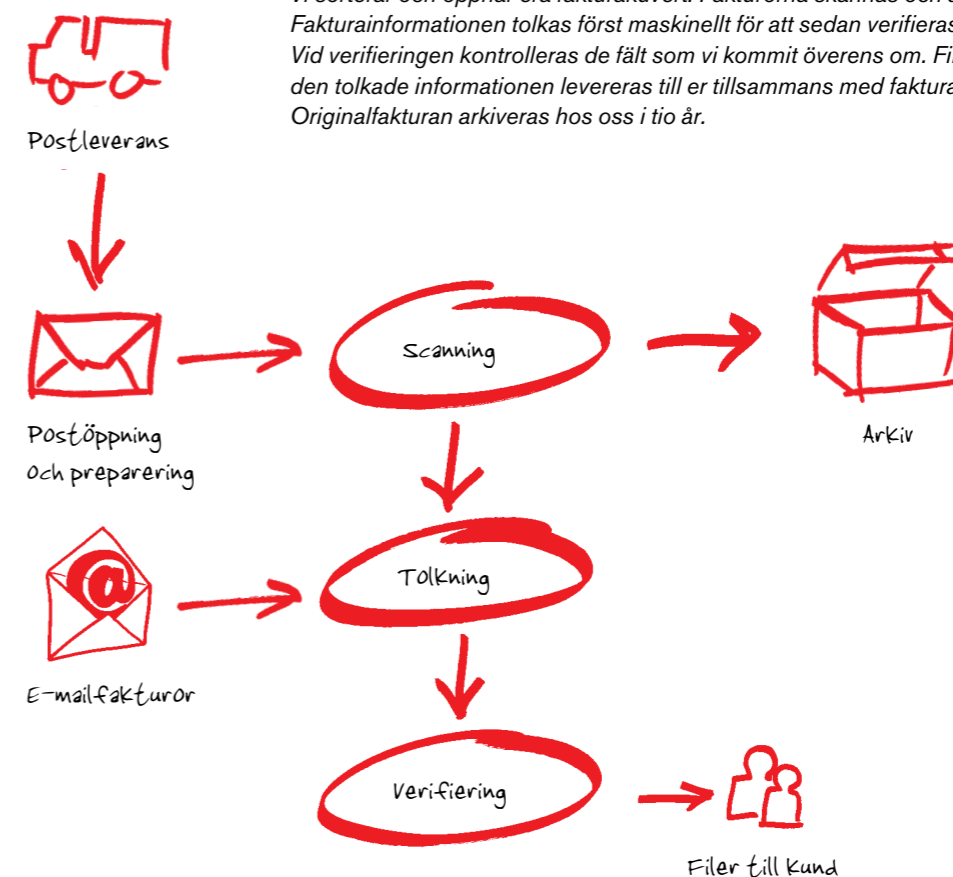 Fakturainformationen tolkas först maskinellt för att sedan verifieras
Vid verifieringen kontrolleras de fält som vi kommit överens om.
den tolkade informationen levereras till er tillsammans med
Originalfakturan arkiveras hos oss i tio år.
Postleverans
Scanning
Postöppning
och preparering
Arkiv
Tolkning
E-mailfakturor
Verifiering
Filer till kund